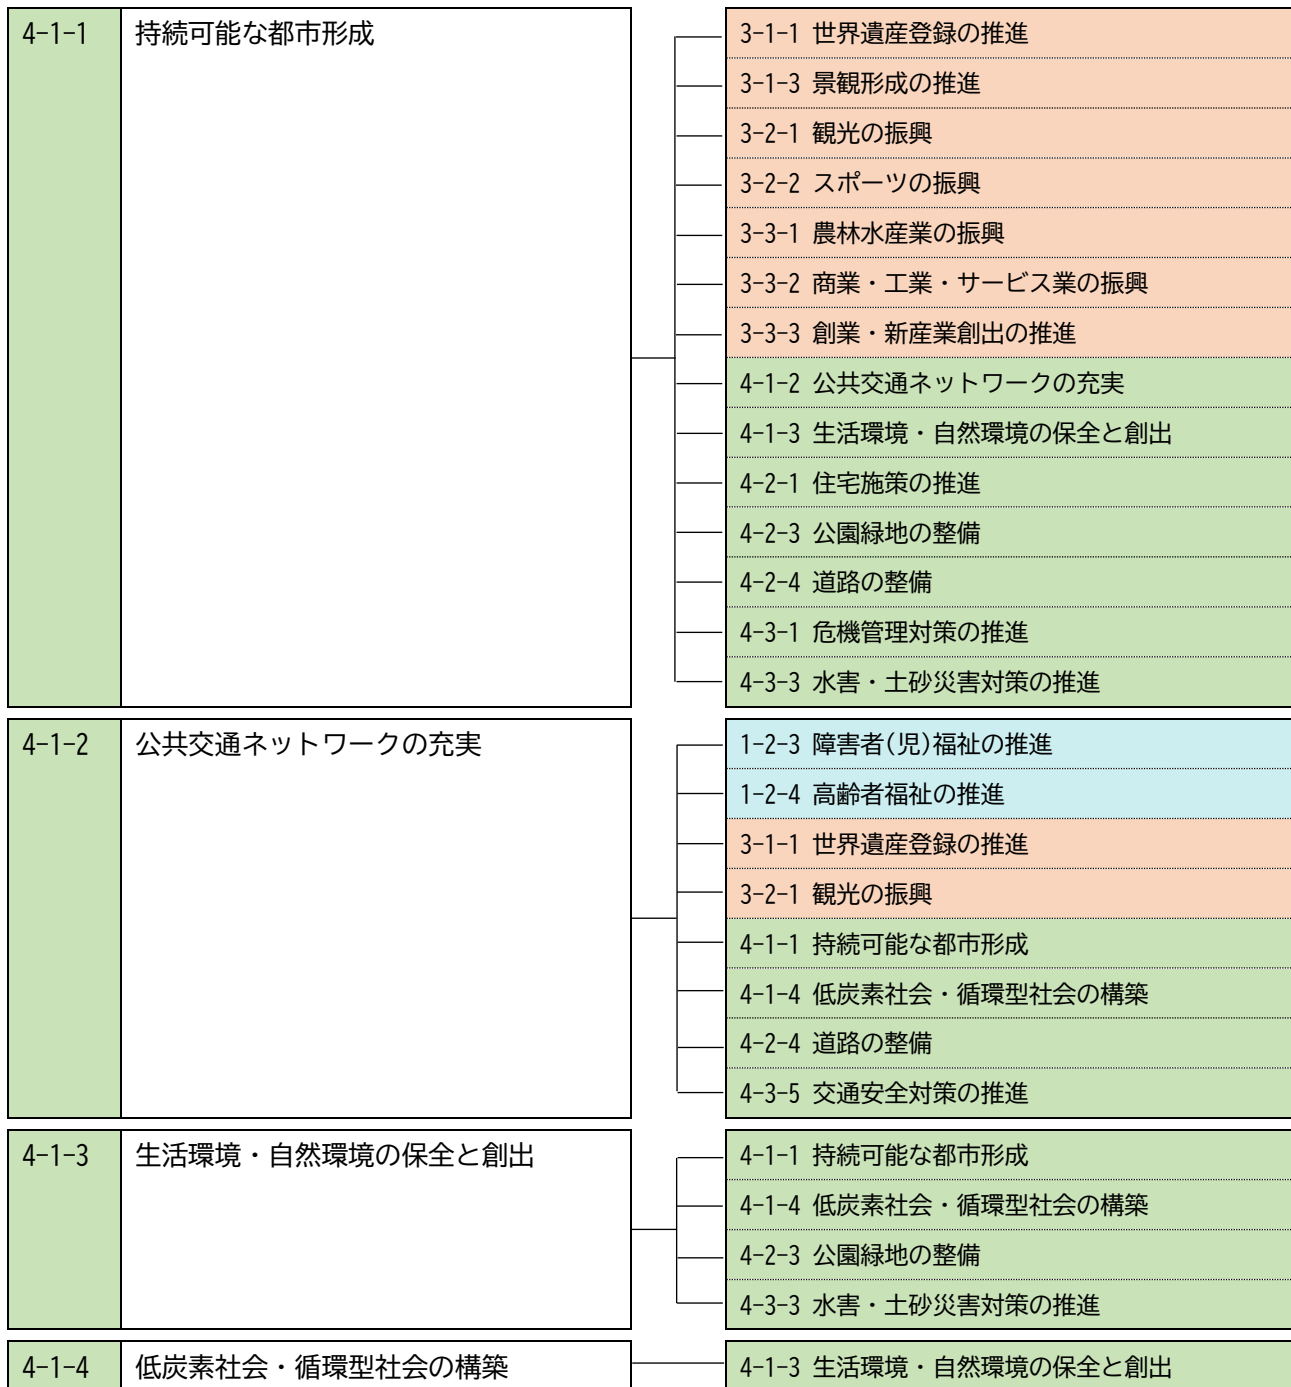 4-1-1 持続可能な都市形成
3-1-1 世界遺産登録の推進
3-1-3 景観形成の推進
3-2-1 観光の振興
3-2-2 スポーツの振興
3-3-1 農林水産業の振興
3-3-2 商業・工業・サービス業の振興
3-3-3 創業・新産業創出の推進
4-1-2 公共交通ネットワークの充実
4-1-3 生活環境・自然環境の保全と創出
4-2-1 住宅施策の推進
4-2-3 公園緑地の整備
4-2-4 道路の整備
4-3-1 危機管理対策の推進
4-3-3 水害・土砂災害対策の推進
4-1-2 公共交通ネットワークの充実
1-2-3 障害者(児)福祉の推進
1-2-4 高齢者福祉の推進
3-1-1 世界遺産登録の推進
3-2-1 観光の振興
4-1-1 持続可能な都市形成
4-1-4 低炭素社会・循環型社会の構築
4-2-4 道路の整備
4-3-5 交通安全対策の推進
4-1-3 生活環境・自然環境の保全と創出
4-1-1 持続可能な都市形成
4-1-4 低炭素社会・循環型社会の構築
4-2-3 公園緑地の整備
4-3-3 水害・土砂災害対策の推進
4-1-4 低炭素社会・循環型社会の構築
4-1-3 生活環境・自然環境の保全と創出